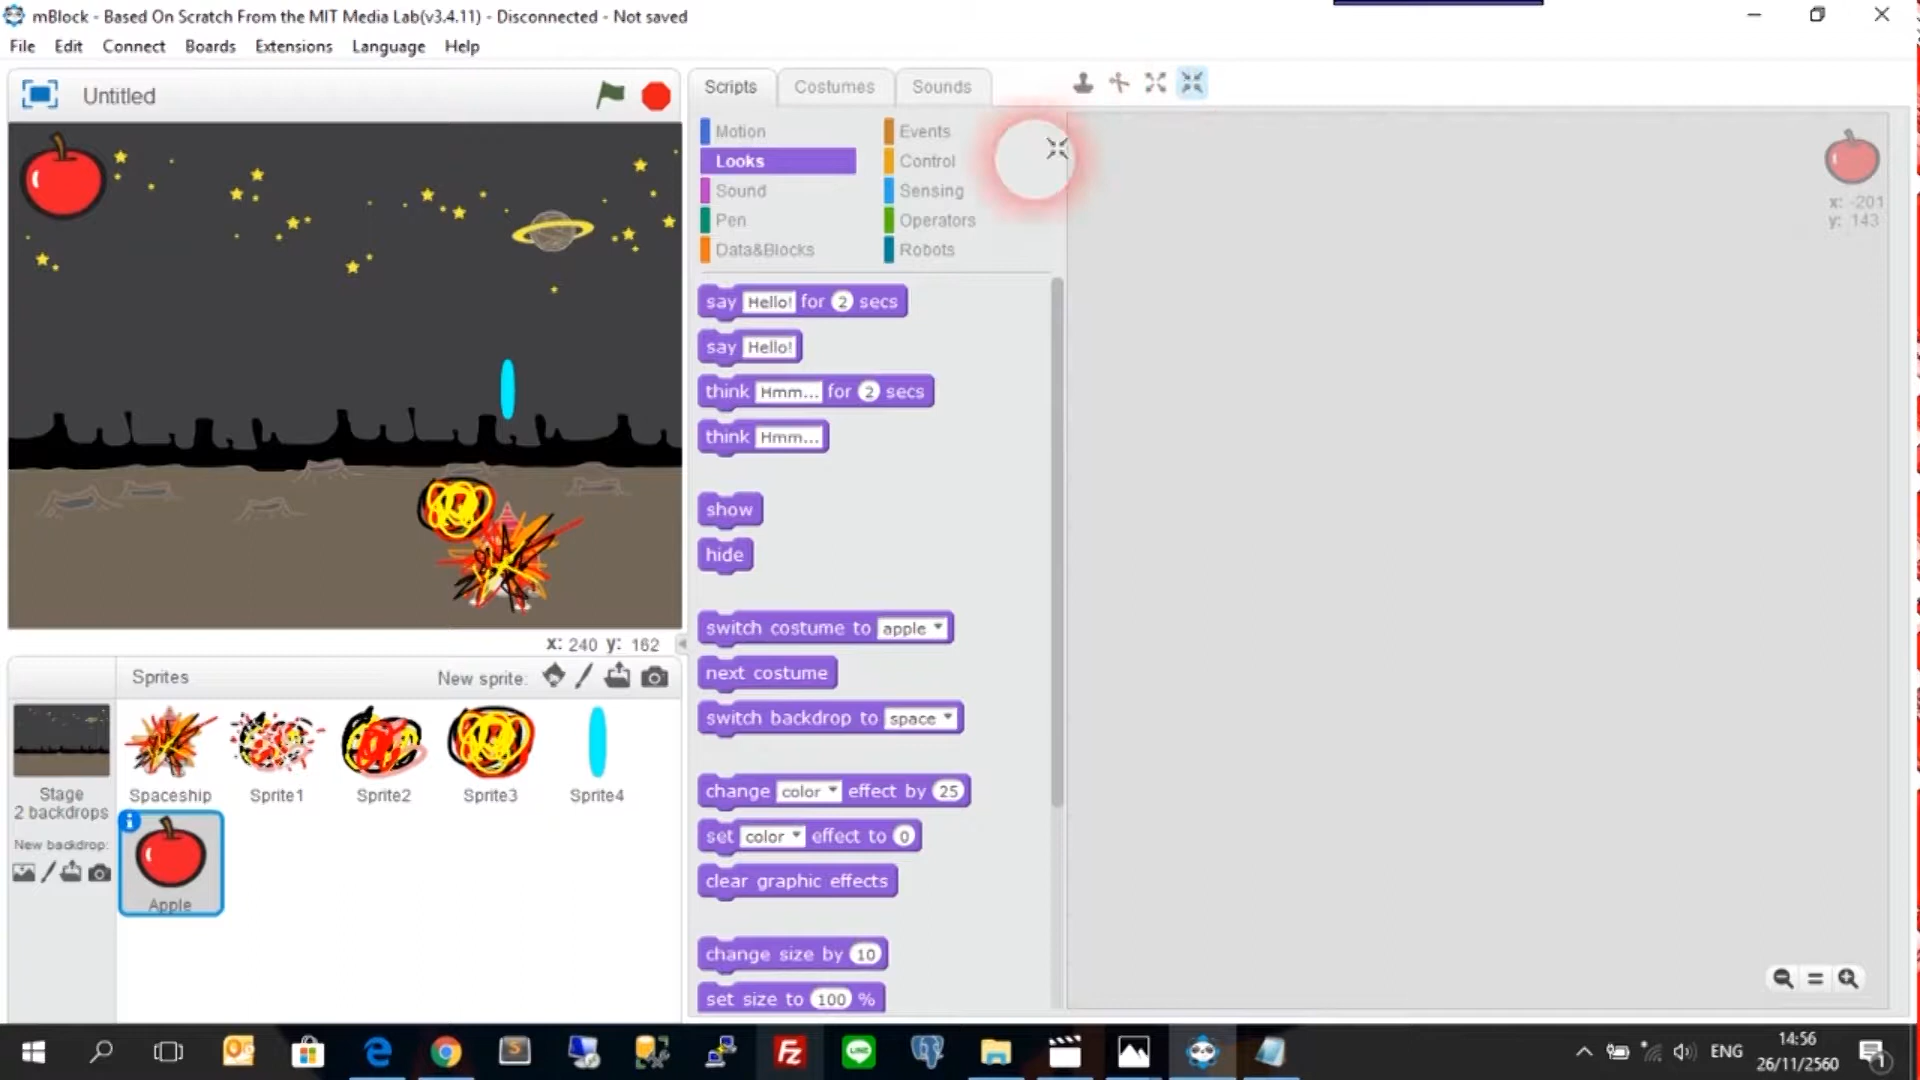 mBlock - Based On Scratch From the MIT Media Lab(v3.4.11) - Disconnected - Not saved
File Edit Connect Boards Extensions Language Help
Untitled
Scripts Costumes Sounds
Motion Events
Looks Control
Sound Sensing
Pen Operators
Data&Blocks Robots
x: -201
y: 143
say Hello! for 2 secs
say Hello!
think Hmm... for 2 secs
think Hmm...
show
hide
switch costume to apple
next costume
switch backdrop to space
change color effect by 25
set color effect to 0
clear graphic effects
change size by 10
set size to 100 %
x: 240 y: 162
Sprites New sprite:
Stage
2 backdrops
New backdrop:
Spaceship Sprite1 Sprite2 Sprite3 Sprite4
Apple
ENG
14:56
26/11/2560
1